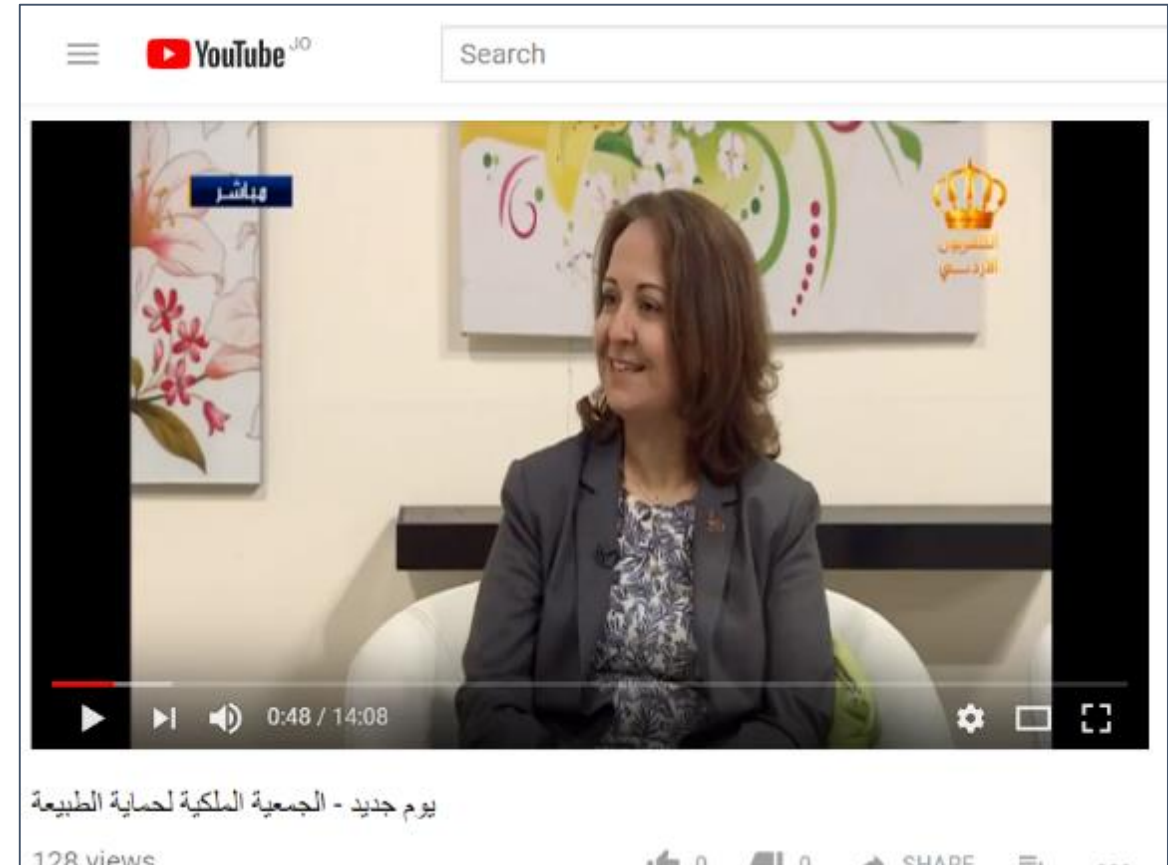 YouTube JO
Search
مباشر
التلفزيون
الأردني
0:48 / 14:08
يوم جديد - الجمعية الملكية لحماية الطبيعة
128 views
0 0 SHARE